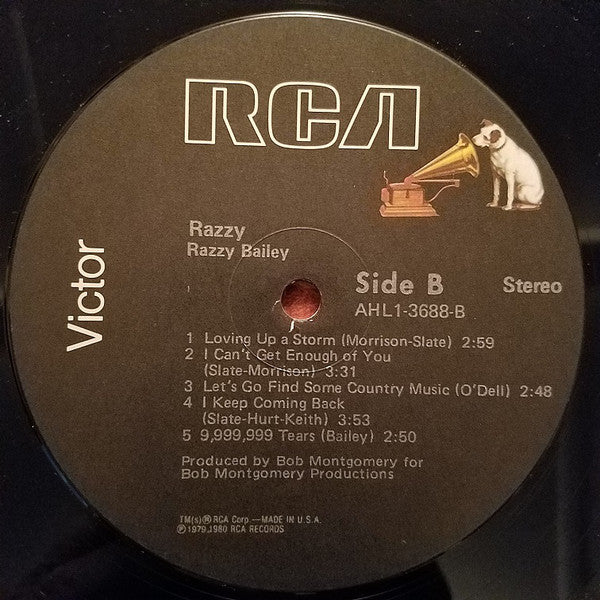 RCA
Victor
Razzy
Razzy Bailey
Side B
Stereo
AHL1-3688-B
1 Loving Up a Storm (Morrison-Slate) 2:59
2 I Can't Get Enough of You
(Slate-Morrison) 3:31
3 Let's Go Find Some Country Music (O'Dell) 2:48
4 I Keep Coming Back
(Slate-Hurt-Keith) 3:53
5 9,999,999 Tears (Bailey) 2:50
Produced by Bob Montgomery for
Bob Montgomery Productions
TM(s) ® RCA Corp.—MADE IN U.S.A.
℗ 1979,1980 RCA RECORDS